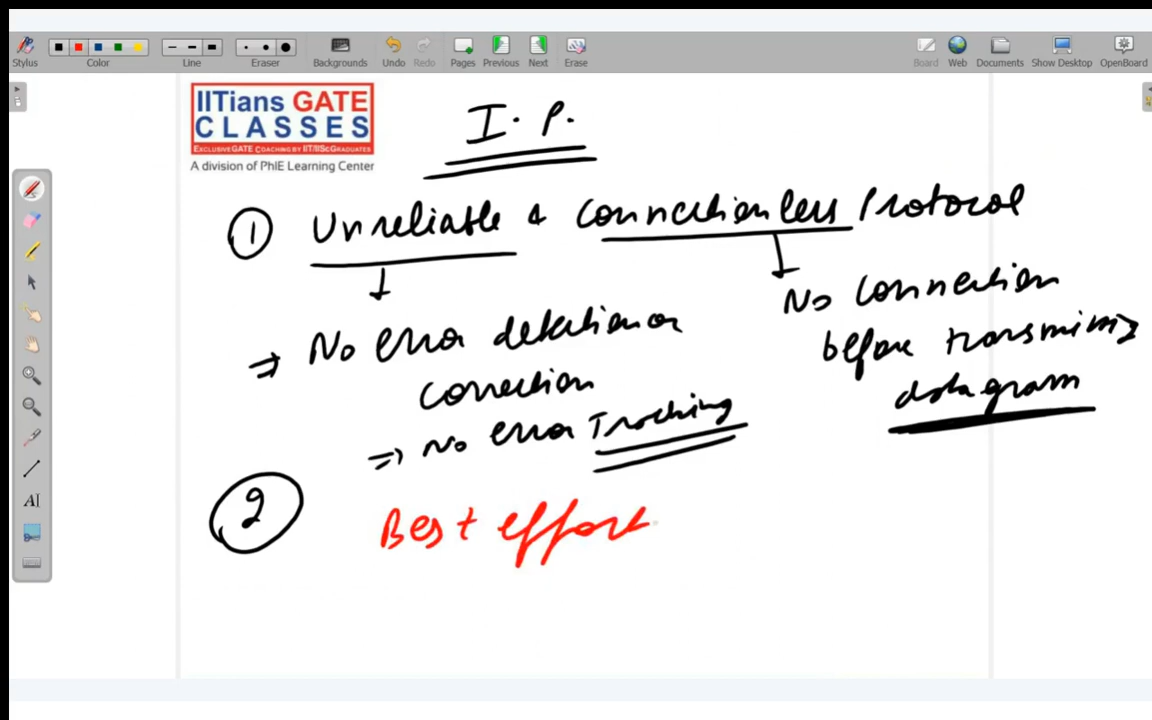 Stylus
Color
Line
Eraser
Backgrounds
Undo
Redo
Pages
Previous
Next
Erase
Board
Web
Documents
Show Desktop
OpenBoard
IITians GATE
CLASSES
EXCLUSIVE GATE COACHING BY IIT/IISc GRADUATES
A division of PhIE Learning Center
I.P.
① Unreliable & Connectionless Protocol
⇒ No error detection or
correction
⇒ No error Tracking
No connection
before transmitting
datagram
② Best effort
AI